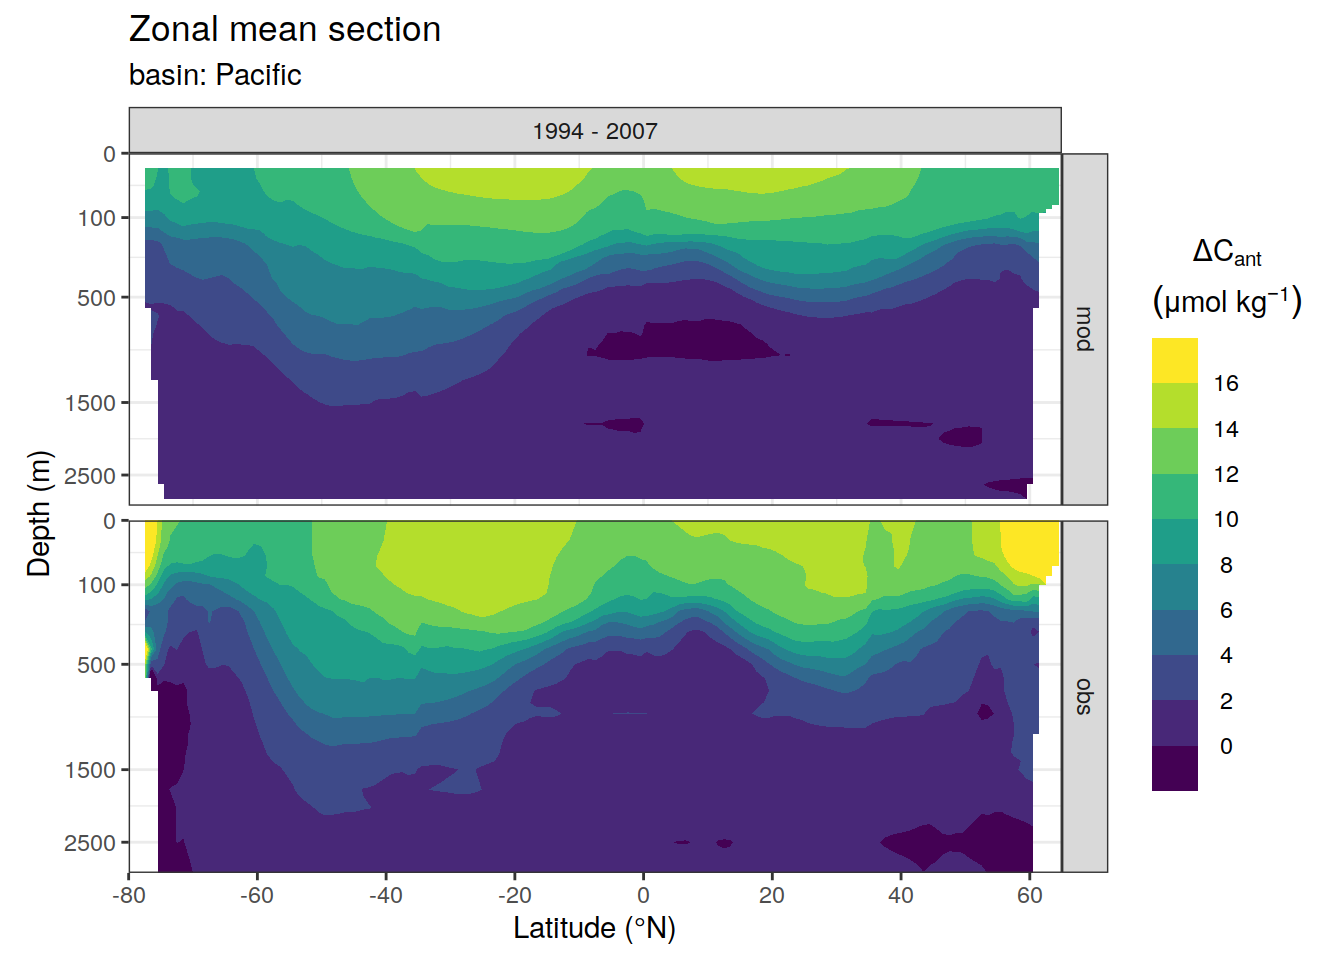 Zonal mean section
basin: Pacific
1994 - 2007
0
100
500
1500
2500
mod
0
100
500
1500
2500
obs
Depth (m)
-80 -60 -40 -20 0 20 40 60
Latitude (°N)
ΔCant
(μmol kg⁻¹)
16
14
12
10
8
6
4
2
0